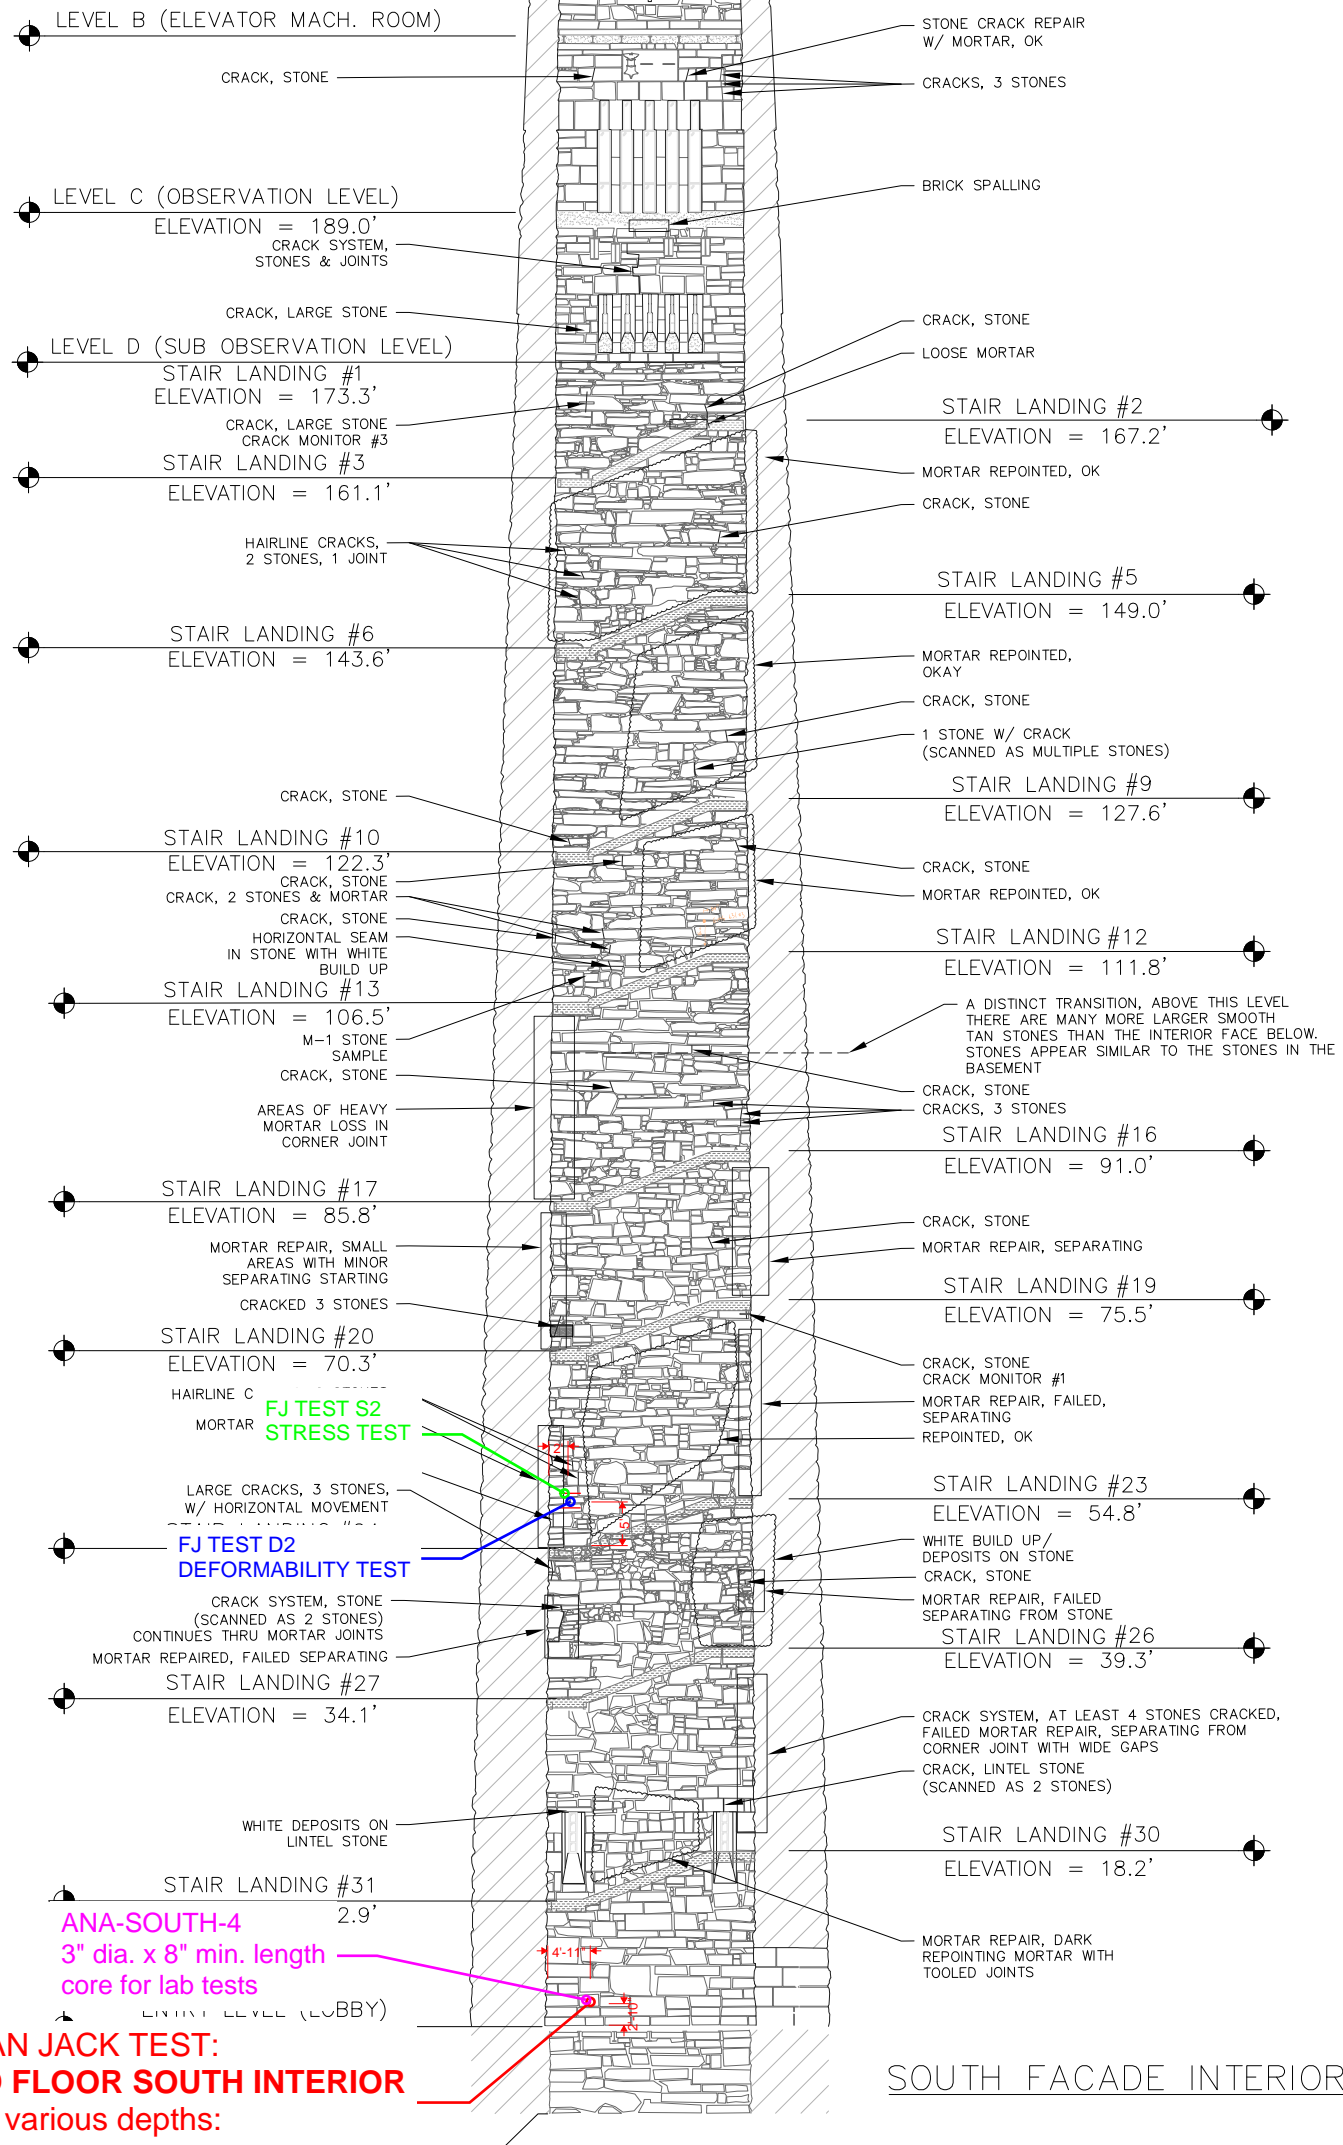 LEVEL B (ELEVATOR MACH. ROOM)
STONE CRACK REPAIR
W/ MORTAR, OK
CRACK, STONE
CRACKS, 3 STONES
BRICK SPALLING
LEVEL C (OBSERVATION LEVEL)
ELEVATION = 189.0'
CRACK SYSTEM,
STONES & JOINTS
CRACK, LARGE STONE
CRACK, STONE
LEVEL D (SUB OBSERVATION LEVEL)
LOOSE MORTAR
STAIR LANDING #1
ELEVATION = 173.3'
CRACK, LARGE STONE
CRACK MONITOR #3
STAIR LANDING #2
ELEVATION = 167.2'
STAIR LANDING #3
ELEVATION = 161.1'
MORTAR REPOINTED, OK
CRACK, STONE
HAIRLINE CRACKS,
2 STONES, 1 JOINT
STAIR LANDING #5
ELEVATION = 149.0'
STAIR LANDING #6
ELEVATION = 143.6'
MORTAR REPOINTED,
OKAY
CRACK, STONE
1 STONE W/ CRACK
(SCANNED AS MULTIPLE STONES)
STAIR LANDING #9
ELEVATION = 127.6'
CRACK, STONE
STAIR LANDING #10
ELEVATION = 122.3'
CRACK, STONE
CRACK, 2 STONES & MORTAR
CRACK, STONE
HORIZONTAL SEAM
IN STONE WITH WHITE
BUILD UP
CRACK, STONE
MORTAR REPOINTED, OK
STAIR LANDING #12
ELEVATION = 111.8'
STAIR LANDING #13
ELEVATION = 106.5'
M-1 STONE
SAMPLE
CRACK, STONE
A DISTINCT TRANSITION, ABOVE THIS LEVEL
THERE ARE MANY MORE LARGER SMOOTH
TAN STONES THAN THE INTERIOR FACE BELOW.
STONES APPEAR SIMILAR TO THE STONES IN THE
BASEMENT
CRACK, STONE
CRACKS, 3 STONES
AREAS OF HEAVY
MORTAR LOSS IN
CORNER JOINT
STAIR LANDING #16
ELEVATION = 91.0'
STAIR LANDING #17
ELEVATION = 85.8'
CRACK, STONE
MORTAR REPAIR, SEPARATING
MORTAR REPAIR, SMALL
AREAS WITH MINOR
SEPARATING STARTING
CRACKED 3 STONES
STAIR LANDING #19
ELEVATION = 75.5'
STAIR LANDING #20
ELEVATION = 70.3'
CRACK, STONE
CRACK MONITOR #1
MORTAR REPAIR, FAILED,
SEPARATING
REPOINTED, OK
HAIRLINE C
MORTAR
FJ TEST S2
STRESS TEST
2'
LARGE CRACKS, 3 STONES,
W/ HORIZONTAL MOVEMENT
5'
STAIR LANDING #23
ELEVATION = 54.8'
FJ TEST D2
DEFORMABILITY TEST
WHITE BUILD UP/
DEPOSITS ON STONE
CRACK, STONE
MORTAR REPAIR, FAILED
SEPARATING FROM STONE
CRACK SYSTEM, STONE
(SCANNED AS 2 STONES)
CONTINUES THRU MORTAR JOINTS
MORTAR REPAIRED, FAILED SEPARATING
STAIR LANDING #26
ELEVATION = 39.3'
STAIR LANDING #27
ELEVATION = 34.1'
CRACK SYSTEM, AT LEAST 4 STONES CRACKED,
FAILED MORTAR REPAIR, SEPARATING FROM
CORNER JOINT WITH WIDE GAPS
CRACK, LINTEL STONE
(SCANNED AS 2 STONES)
WHITE DEPOSITS ON
LINTEL STONE
STAIR LANDING #30
ELEVATION = 18.2'
STAIR LANDING #31
2.9'
ANA-SOUTH-4
3" dia. x 8" min. length
core for lab tests
4'-11"
2'-10"
MORTAR REPAIR, DARK
REPOINTING MORTAR WITH
TOOLED JOINTS
ENTRY LEVEL (LOBBY)
AN JACK TEST:
FLOOR SOUTH INTERIOR
various depths:
SOUTH FACADE INTERIOR